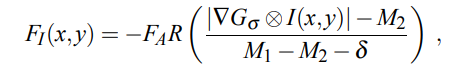 F_I(x,y) = −F_A R ( (|∇G_σ ⊗ I(x,y)| − M_2) / (M_1 − M_2 − δ) ) ,